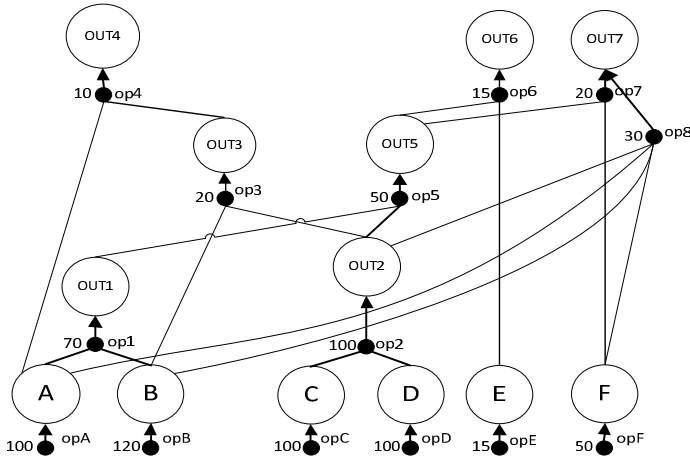 OUT4
OUT6
OUT7
10 op4
15 op6
20 op7
30 op8
OUT3
OUT5
20 op3
50 op5
OUT2
OUT1
70 op1
100 op2
A
B
C
D
E
F
100 opA
120 opB
100 opC
100 opD
15 opE
50 opF